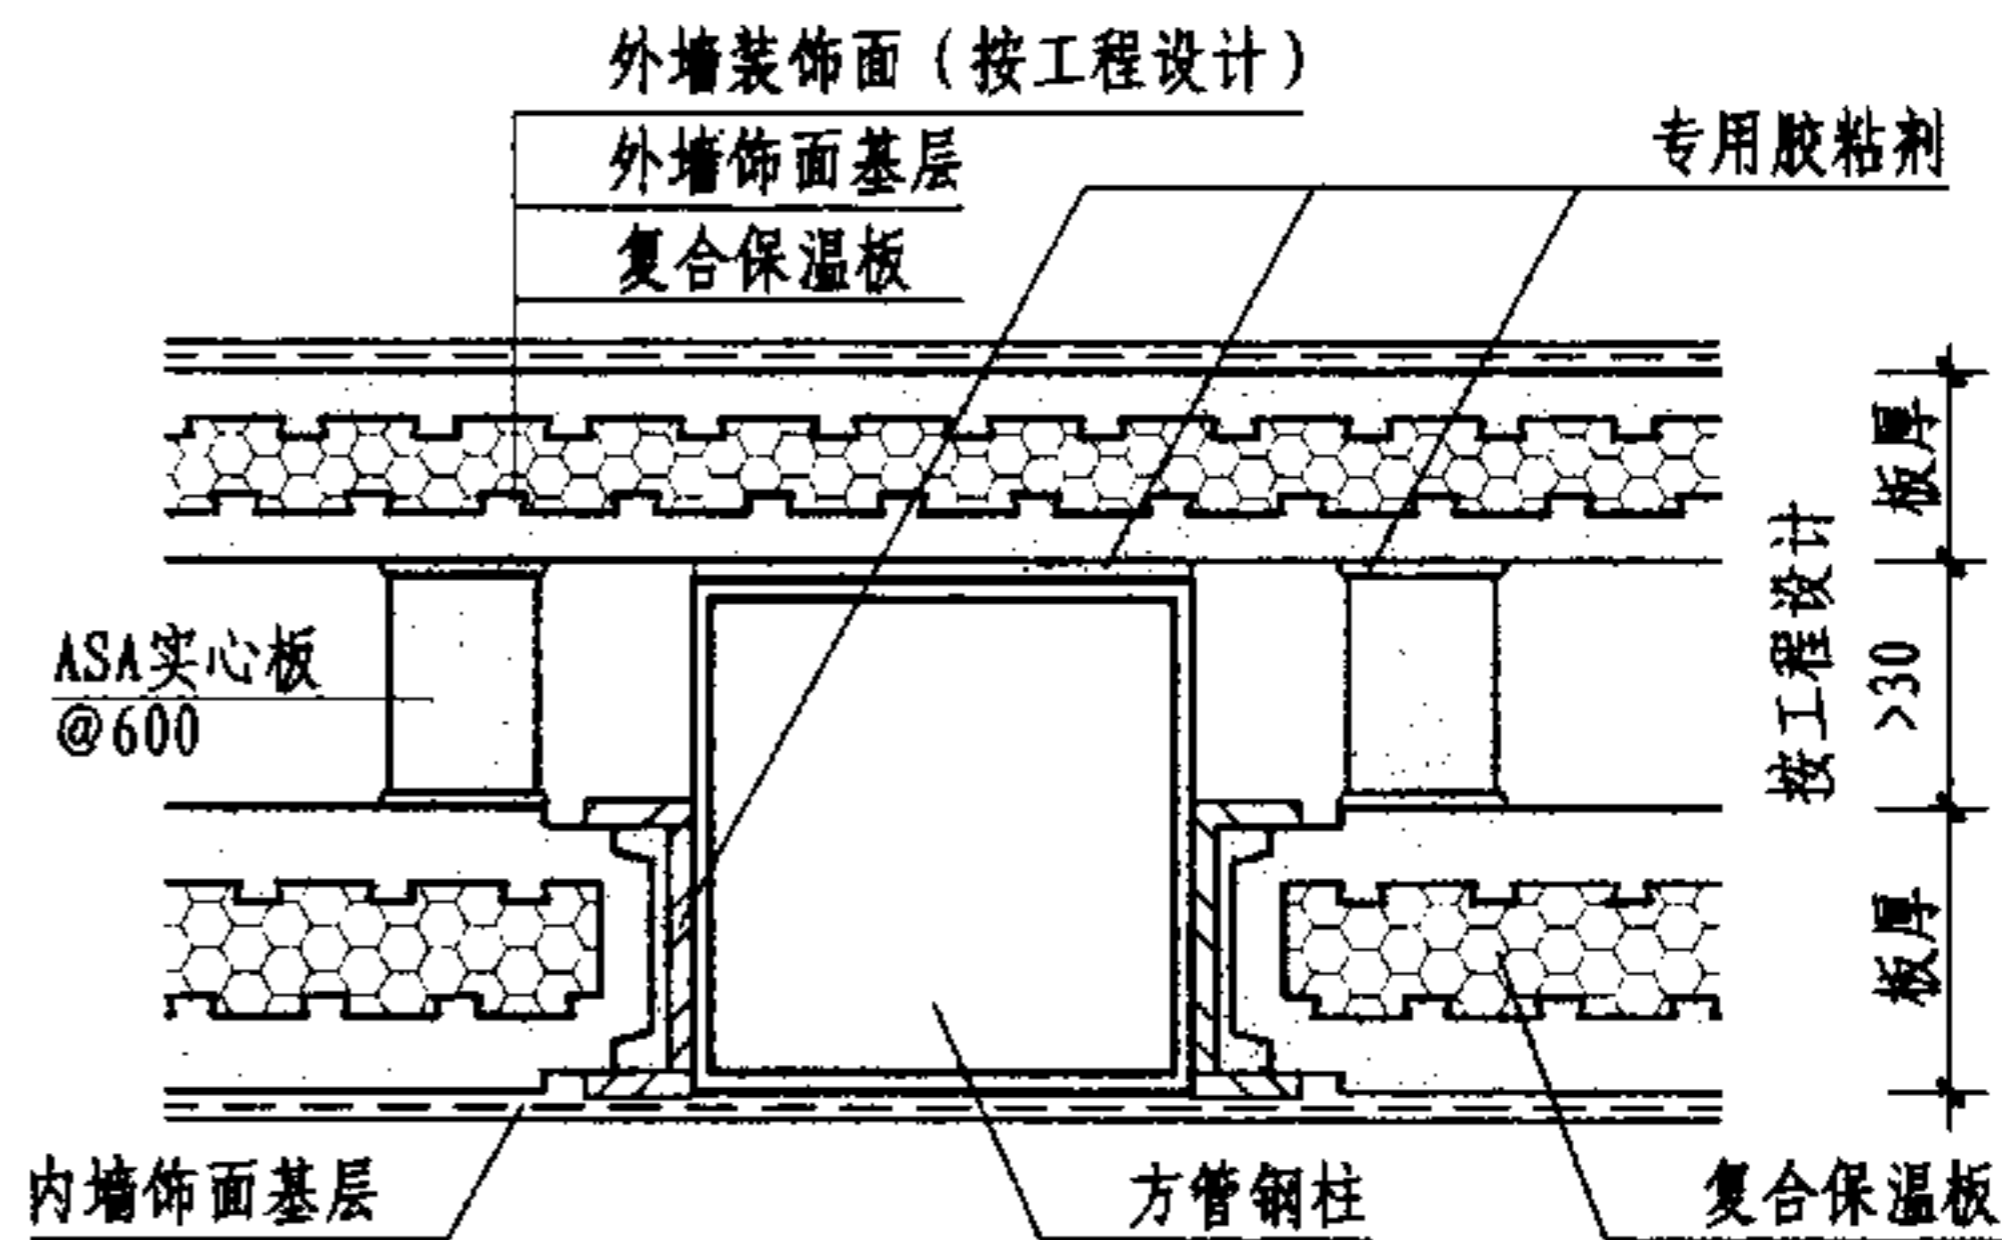 外墙装饰面（按工程设计）
外墙饰面基层
复合保温板
专用胶粘剂
ASA实心板
@600
板厚
按工程设计
>30
板厚
内墙饰面基层
方管钢柱
复合保温板